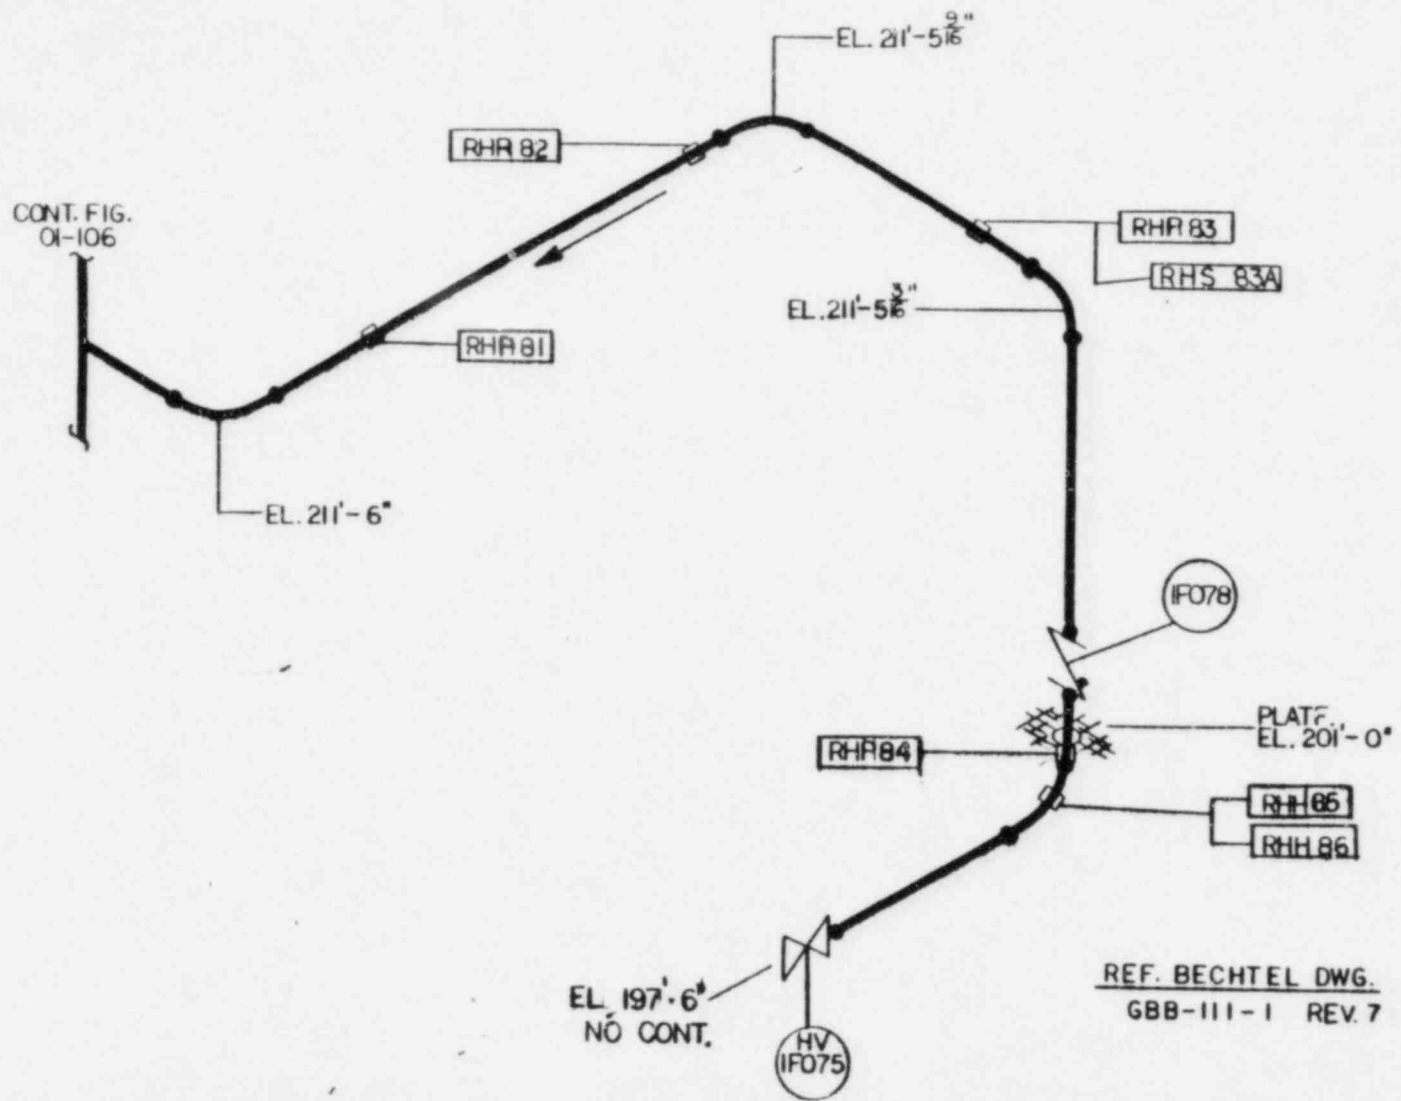 EL. 211'-5 9/16"
RHR 82
CONT. FIG.
01-106
RHR 83
RHS 83A
EL. 211'-5 3/16"
RHR 81
EL. 211'-6"
1F078
PLATF.
EL. 201'-0"
RHR 84
RHH 85
RHH 86
EL. 197'-6"
NO CONT.
HV
1F075
REF. BECHTEL DWG.
GBB-111-1 REV. 7